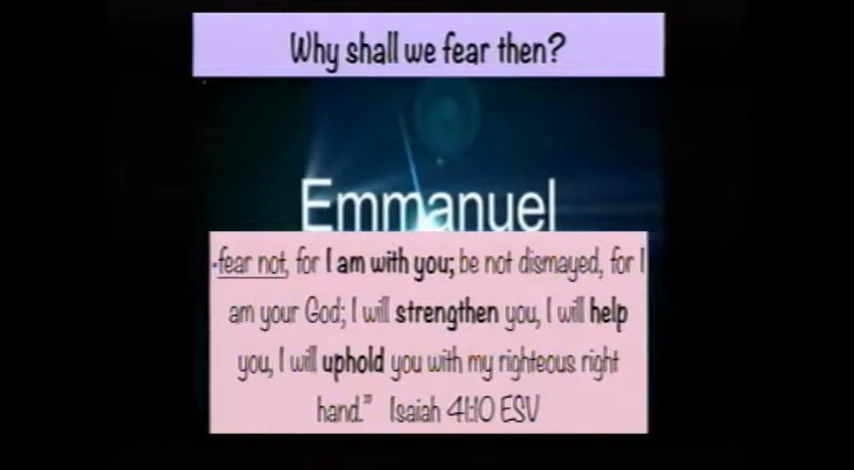 Why shall we fear then?
Emmanuel
-fear not, for I am with you; be not dismayed, for I
am your God; I will strengthen you, I will help
you, I will uphold you with my righteous right
hand.” Isaiah 41:10 ESV